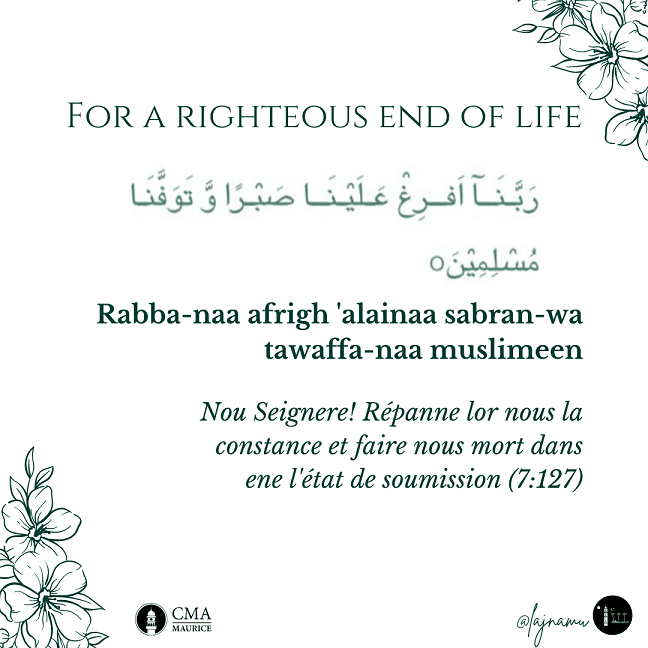 FOR A RIGHTEOUS END OF LIFE
رَبَّنَآ اَفْرِغْ عَلَيْنَا صَبْرًا وَّ تَوَفَّنَا
مُسْلِمِيْنَ
Rabba-naa afrigh 'alainaa sabran-wa
tawaffa-naa muslimeen
Nou Seignere! Répanne lor nous la
constance et faire nous mort dans
ene l'état de soumission (7:127)
CMA
MAURICE
@lajnamu